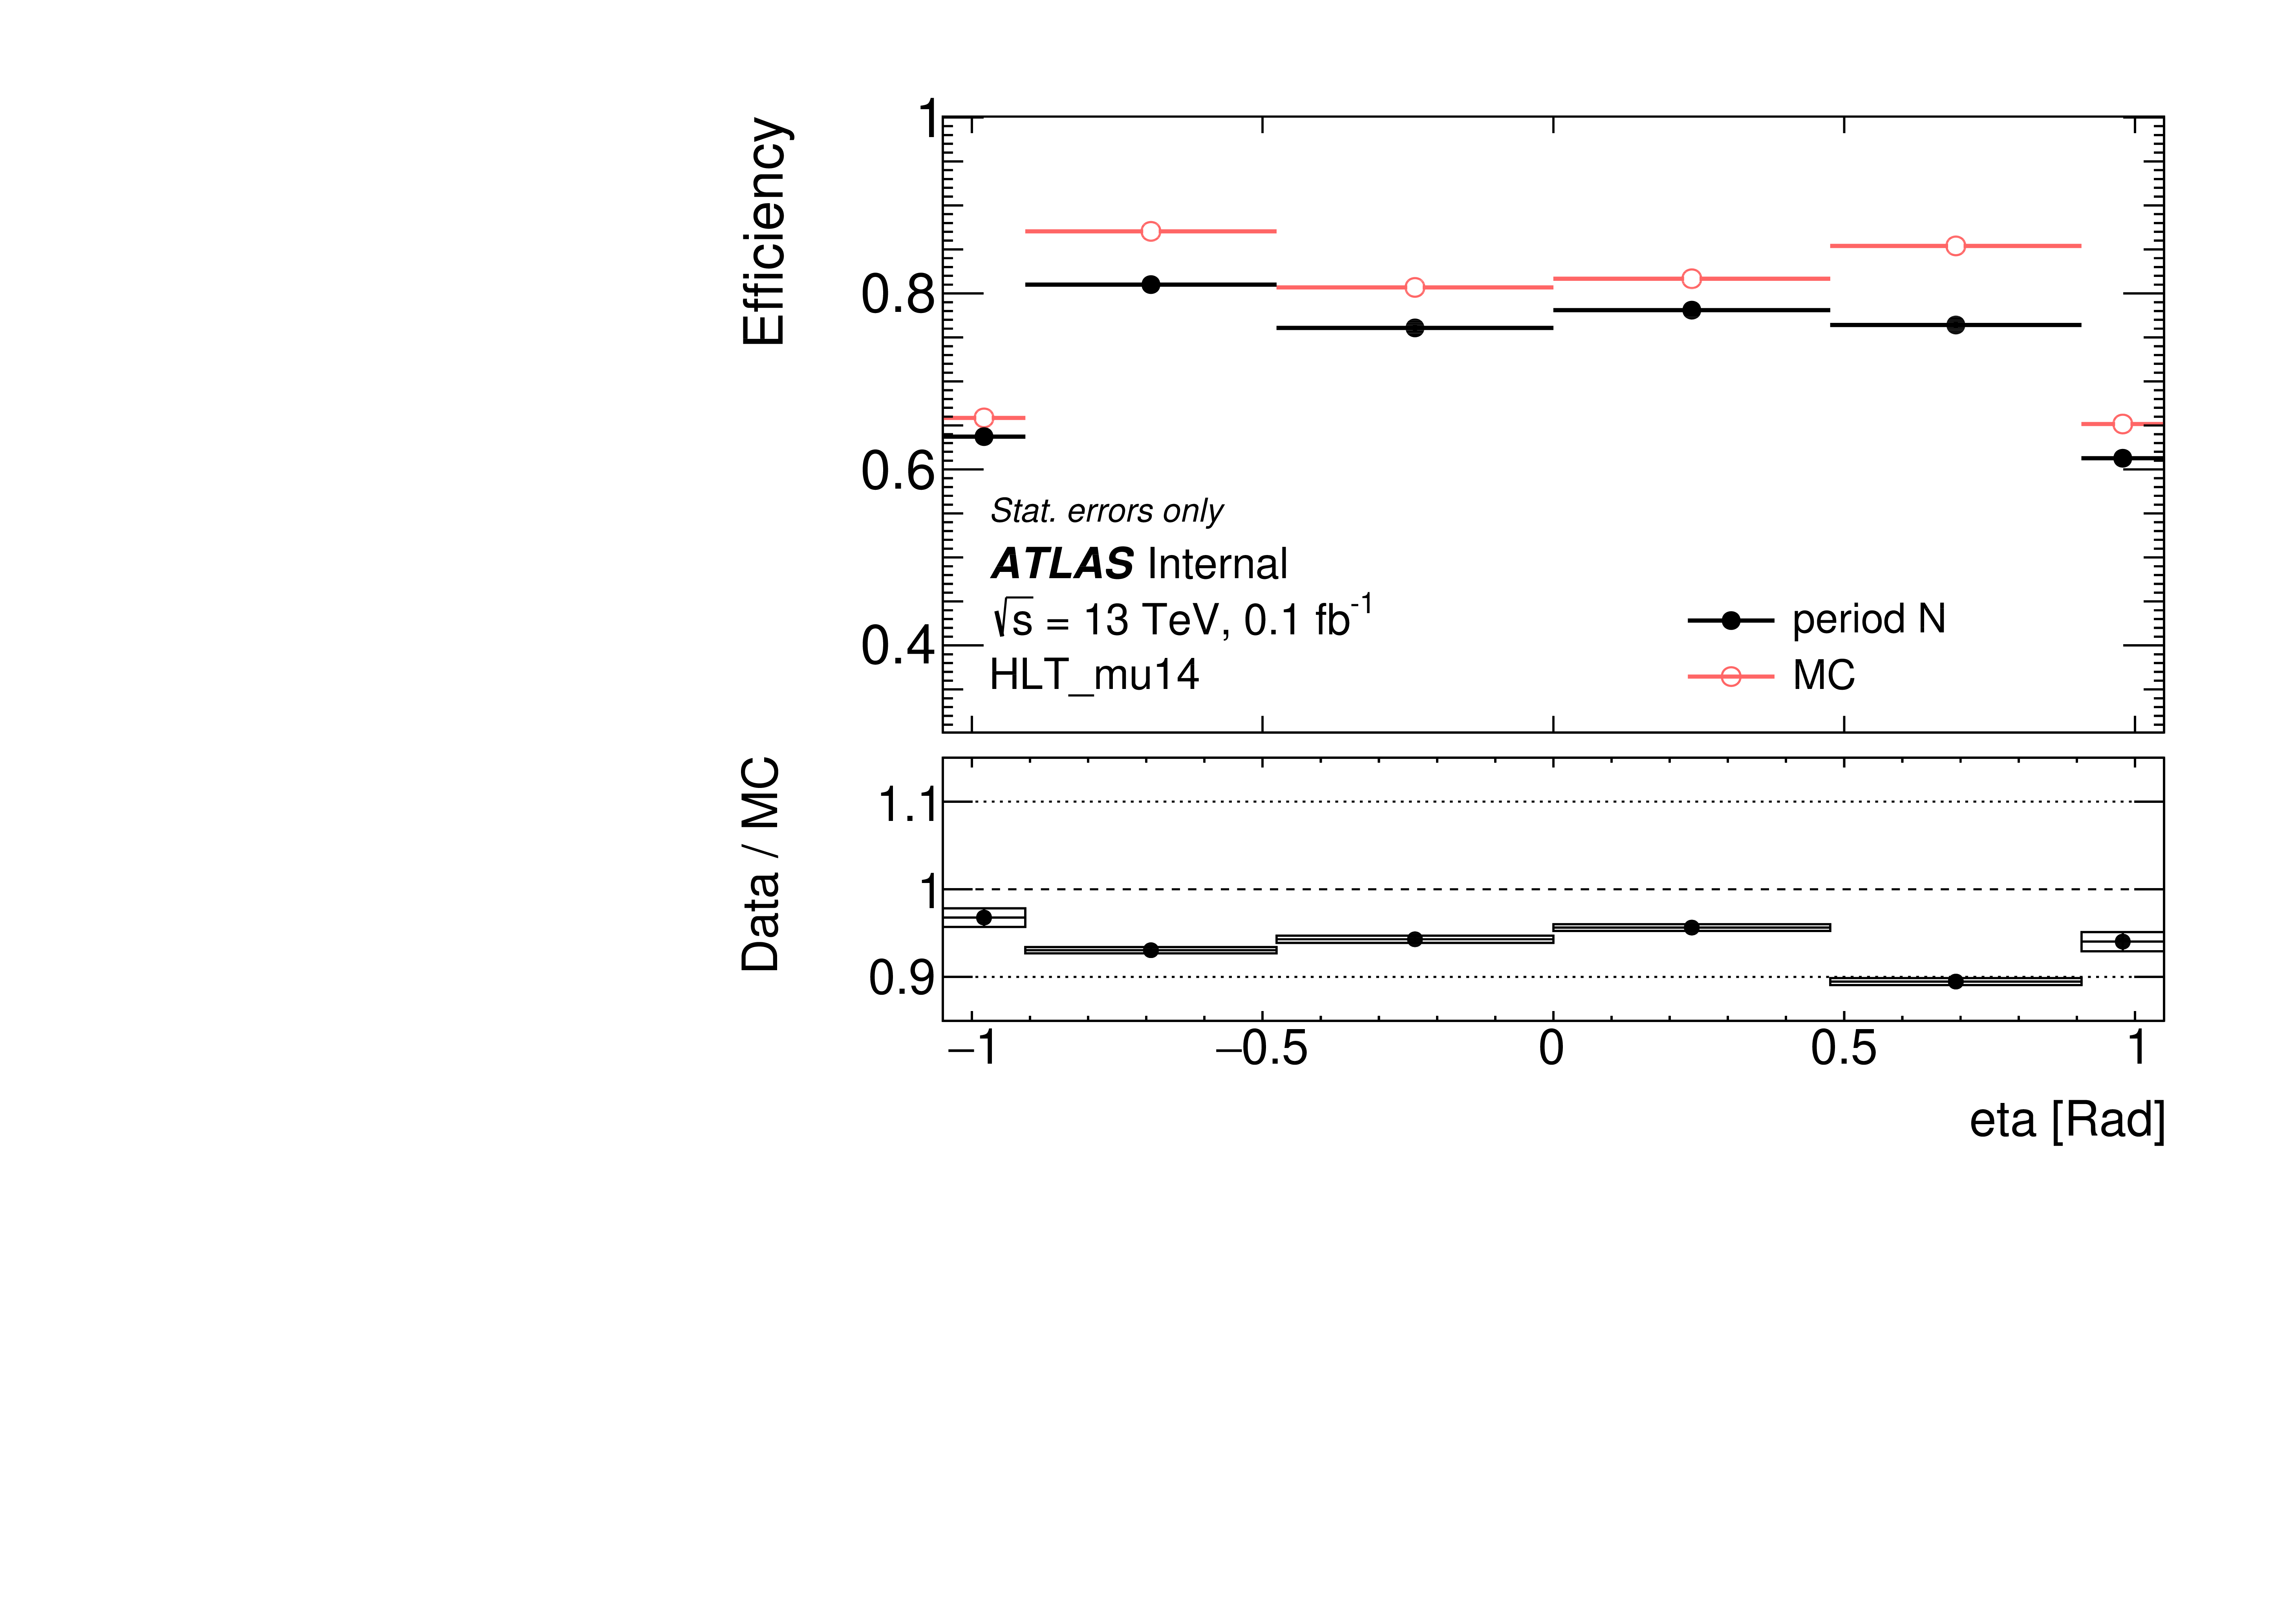 Efficiency
1
0.8
0.6
0.4
Stat. errors only
ATLAS Internal
√s = 13 TeV, 0.1 fb⁻¹
HLT_mu14
period N
MC
Data / MC
1.1
1
0.9
−1 −0.5 0 0.5 1
eta [Rad]